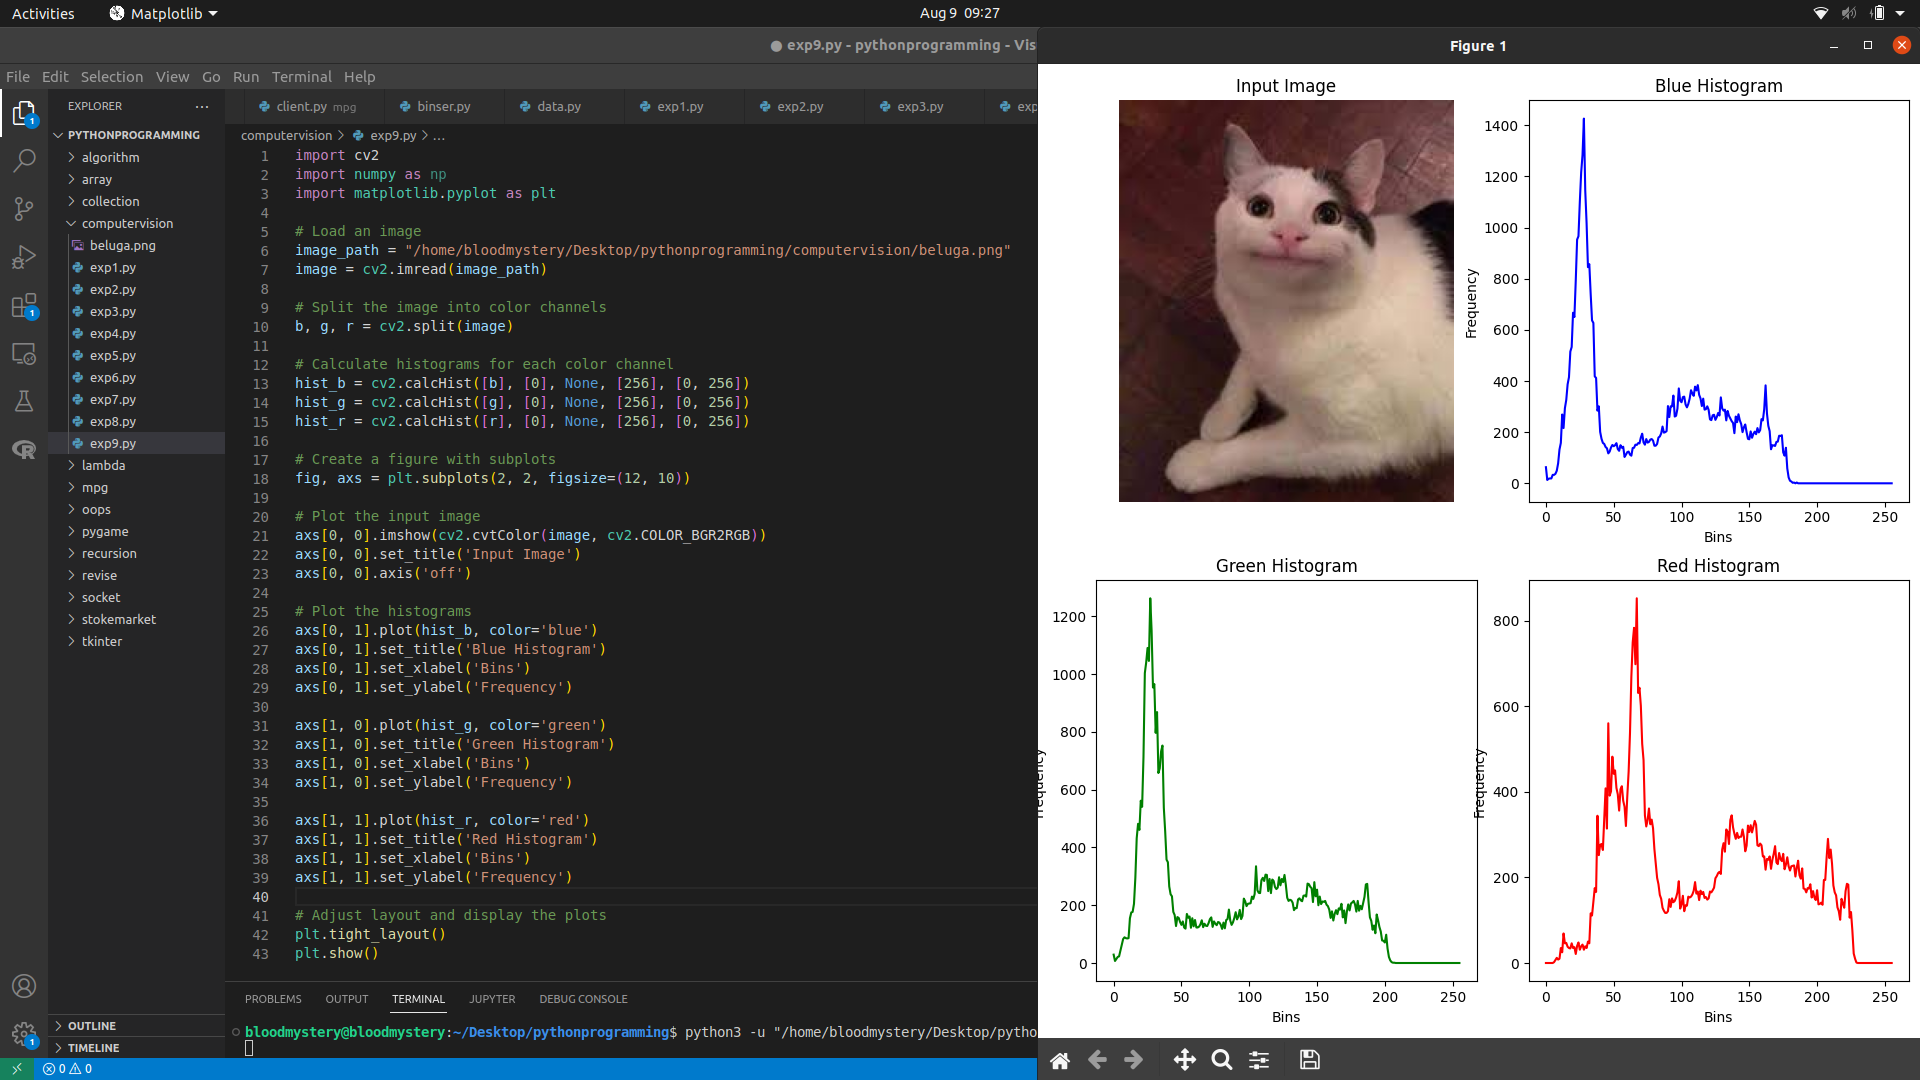 Activities
Matplotlib
Aug 9 09:27
● exp9.py - pythonprogramming - Vis
Figure 1
File Edit Selection View Go Run Terminal Help
EXPLORER
PYTHONPROGRAMMING
algorithm
array
collection
computervision
beluga.png
exp1.py
exp2.py
exp3.py
exp4.py
exp5.py
exp6.py
exp7.py
exp8.py
exp9.py
lambda
mpg
oops
pygame
recursion
revise
socket
stokemarket
tkinter
OUTLINE
TIMELINE
1
1
1
0 0
client.py mpg binser.py data.py exp1.py exp2.py exp3.py exp
computervision > exp9.py > ...
1 import cv2
2 import numpy as np
3 import matplotlib.pyplot as plt
4
5 # Load an image
6 image_path = "/home/bloodmystery/Desktop/pythonprogramming/computervision/beluga.png"
7 image = cv2.imread(image_path)
8
9 # Split the image into color channels
10 b, g, r = cv2.split(image)
11
12 # Calculate histograms for each color channel
13 hist_b = cv2.calcHist([b], [0], None, [256], [0, 256])
14 hist_g = cv2.calcHist([g], [0], None, [256], [0, 256])
15 hist_r = cv2.calcHist([r], [0], None, [256], [0, 256])
16
17 # Create a figure with subplots
18 fig, axs = plt.subplots(2, 2, figsize=(12, 10))
19
20 # Plot the input image
21 axs[0, 0].imshow(cv2.cvtColor(image, cv2.COLOR_BGR2RGB))
22 axs[0, 0].set_title('Input Image')
23 axs[0, 0].axis('off')
24
25 # Plot the histograms
26 axs[0, 1].plot(hist_b, color='blue')
27 axs[0, 1].set_title('Blue Histogram')
28 axs[0, 1].set_xlabel('Bins')
29 axs[0, 1].set_ylabel('Frequency')
30
31 axs[1, 0].plot(hist_g, color='green')
32 axs[1, 0].set_title('Green Histogram')
33 axs[1, 0].set_xlabel('Bins')
34 axs[1, 0].set_ylabel('Frequency')
35
36 axs[1, 1].plot(hist_r, color='red')
37 axs[1, 1].set_title('Red Histogram')
38 axs[1, 1].set_xlabel('Bins')
39 axs[1, 1].set_ylabel('Frequency')
40
41 # Adjust layout and display the plots
42 plt.tight_layout()
43 plt.show()
PROBLEMS OUTPUT TERMINAL JUPYTER DEBUG CONSOLE
bloodmystery@bloodmystery:~/Desktop/pythonprogramming$ python3 -u "/home/bloodmystery/Desktop/pytho
Input Image
Blue Histogram
1400
1200
1000
800
600
400
200
0
Frequency
0 50 100 150 200 250
Bins
Green Histogram
1200
1000
800
600
400
200
0
Frequency
0 50 100 150 200 250
Bins
Red Histogram
800
600
400
200
0
Frequency
0 50 100 150 200 250
Bins